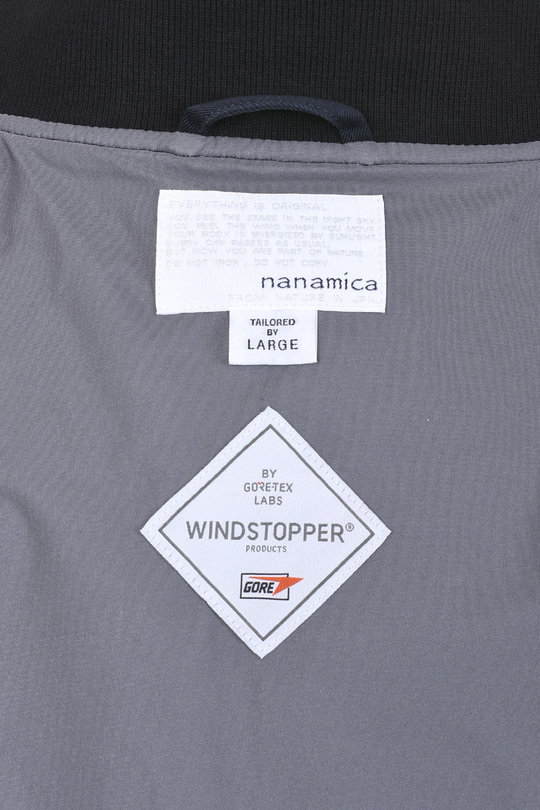 EVERYTHING IS ORIGINAL
YOU SEE THE STARS IN THE NIGHT SKY
YOU FEEL THE WIND WHEN YOU MOVE
YOUR BODY IS ENERGIZED BY SUNLIGHT
EVERY DAY PASSES AS USUAL,
BUT NOW YOU ARE PART OF NATURE
DO NOT IRON , DO NOT COPY
nanamica
FROM NATURE IN JPN
TAILORED
BY
LARGE
BY
GORE-TEX
LABS
WINDSTOPPER®
PRODUCTS
GORE